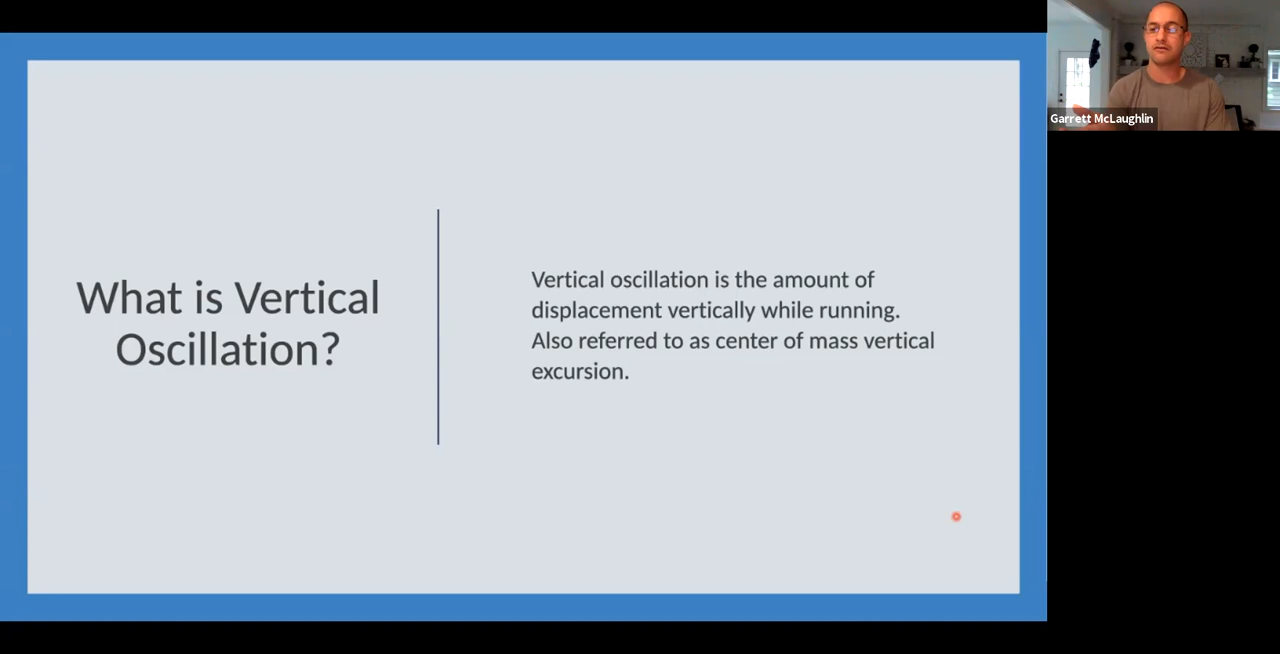 What is Vertical
Oscillation?
Vertical oscillation is the amount of
displacement vertically while running.
Also referred to as center of mass vertical
excursion.
Garrett McLaughlin